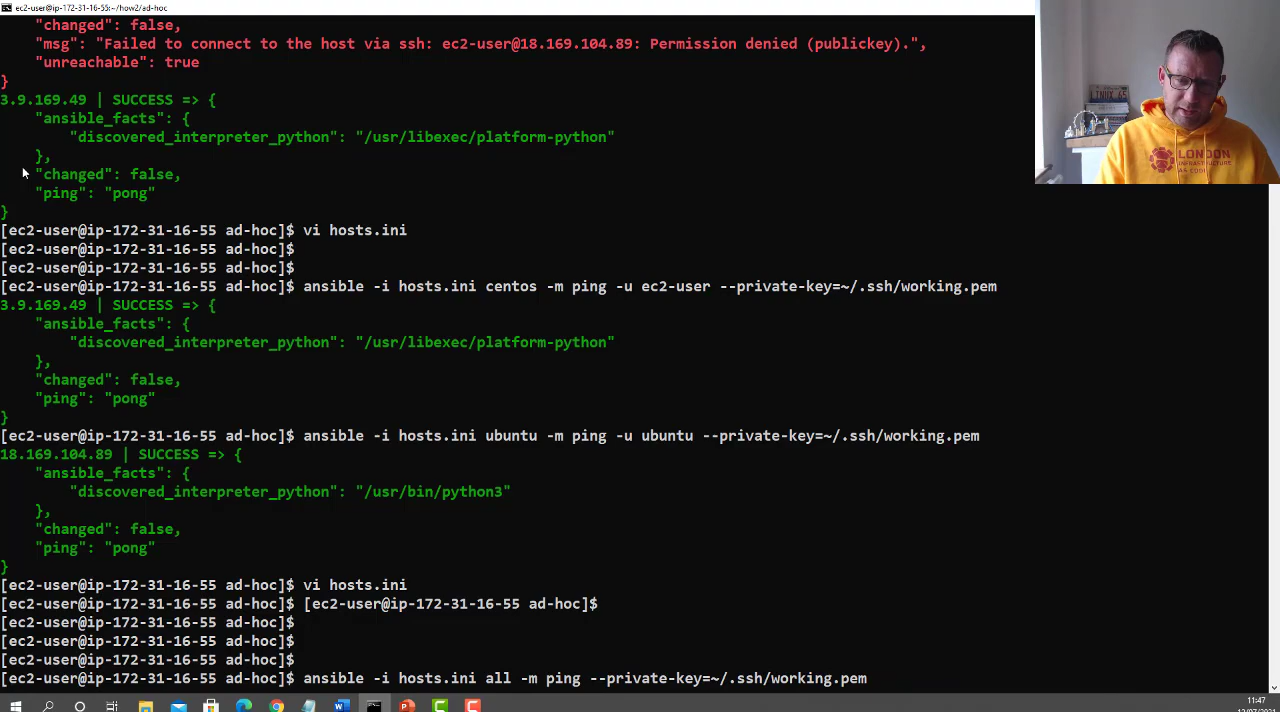 ec2-user@ip-172-31-16-55:~/how2/ad-hoc
"changed": false,
"msg": "Failed to connect to the host via ssh: ec2-user@18.169.104.89: Permission denied (publickey).",
"unreachable": true
}
3.9.169.49 | SUCCESS => {
"ansible_facts": {
"discovered_interpreter_python": "/usr/libexec/platform-python"
},
"changed": false,
"ping": "pong"
}
[ec2-user@ip-172-31-16-55 ad-hoc]$ vi hosts.ini
[ec2-user@ip-172-31-16-55 ad-hoc]$
[ec2-user@ip-172-31-16-55 ad-hoc]$
[ec2-user@ip-172-31-16-55 ad-hoc]$ ansible -i hosts.ini centos -m ping -u ec2-user --private-key=~/.ssh/working.pem
3.9.169.49 | SUCCESS => {
"ansible_facts": {
"discovered_interpreter_python": "/usr/libexec/platform-python"
},
"changed": false,
"ping": "pong"
}
[ec2-user@ip-172-31-16-55 ad-hoc]$ ansible -i hosts.ini ubuntu -m ping -u ubuntu --private-key=~/.ssh/working.pem
18.169.104.89 | SUCCESS => {
"ansible_facts": {
"discovered_interpreter_python": "/usr/bin/python3"
},
"changed": false,
"ping": "pong"
}
[ec2-user@ip-172-31-16-55 ad-hoc]$ vi hosts.ini
[ec2-user@ip-172-31-16-55 ad-hoc]$ [ec2-user@ip-172-31-16-55 ad-hoc]$
[ec2-user@ip-172-31-16-55 ad-hoc]$
[ec2-user@ip-172-31-16-55 ad-hoc]$
[ec2-user@ip-172-31-16-55 ad-hoc]$
[ec2-user@ip-172-31-16-55 ad-hoc]$ ansible -i hosts.ini all -m ping --private-key=~/.ssh/working.pem
LONDON
INFRASTRUCTURE
AS CODE
11:47